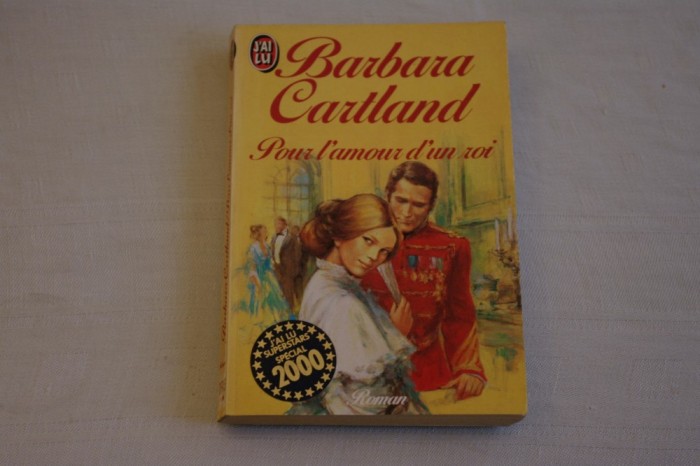 J'AI
LU
Barbara
Cartland
Pour l'amour d'un roi
J'AI LU
SUPERSTARS
SPÉCIAL
2000
Roman